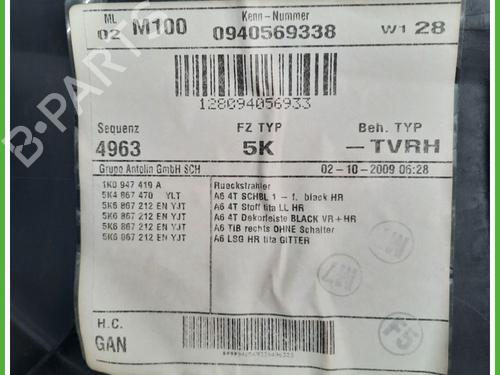 ML
02 M100
Kenn-Nummer
0940569338
W1 28
128094056933
Sequenz
4963
FZ TYP
5K
Beh. TYP
-TVRH
Grupo Antolin GmbH SCH
02-10-2009 06:28
1K0 947 419 A Rueckstrahler
5K4 867 470 YLT A6 4T SCHBL 1 - f. black HR
5K6 867 212 EN YJT A6 4T Stoff tita LL HR
5K6 867 212 EN YJT A6 4T Dekorleiste BLACK VR+HR
5K6 867 212 EN YJT A6 TiB rechts OHNE Schalter
5K6 867 212 EN YJT A6 LSG HR tita GITTER
H.C.
GAN
F5
B-PARTS